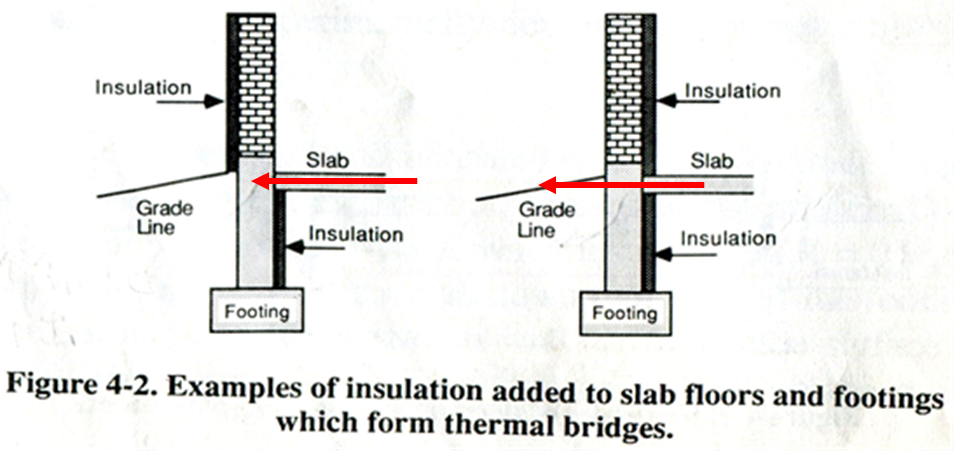 Insulation
Slab
Grade
Line
Insulation
Footing
Insulation
Slab
Grade
Line
Insulation
Footing
Figure 4-2. Examples of insulation added to slab floors and footings
which form thermal bridges.